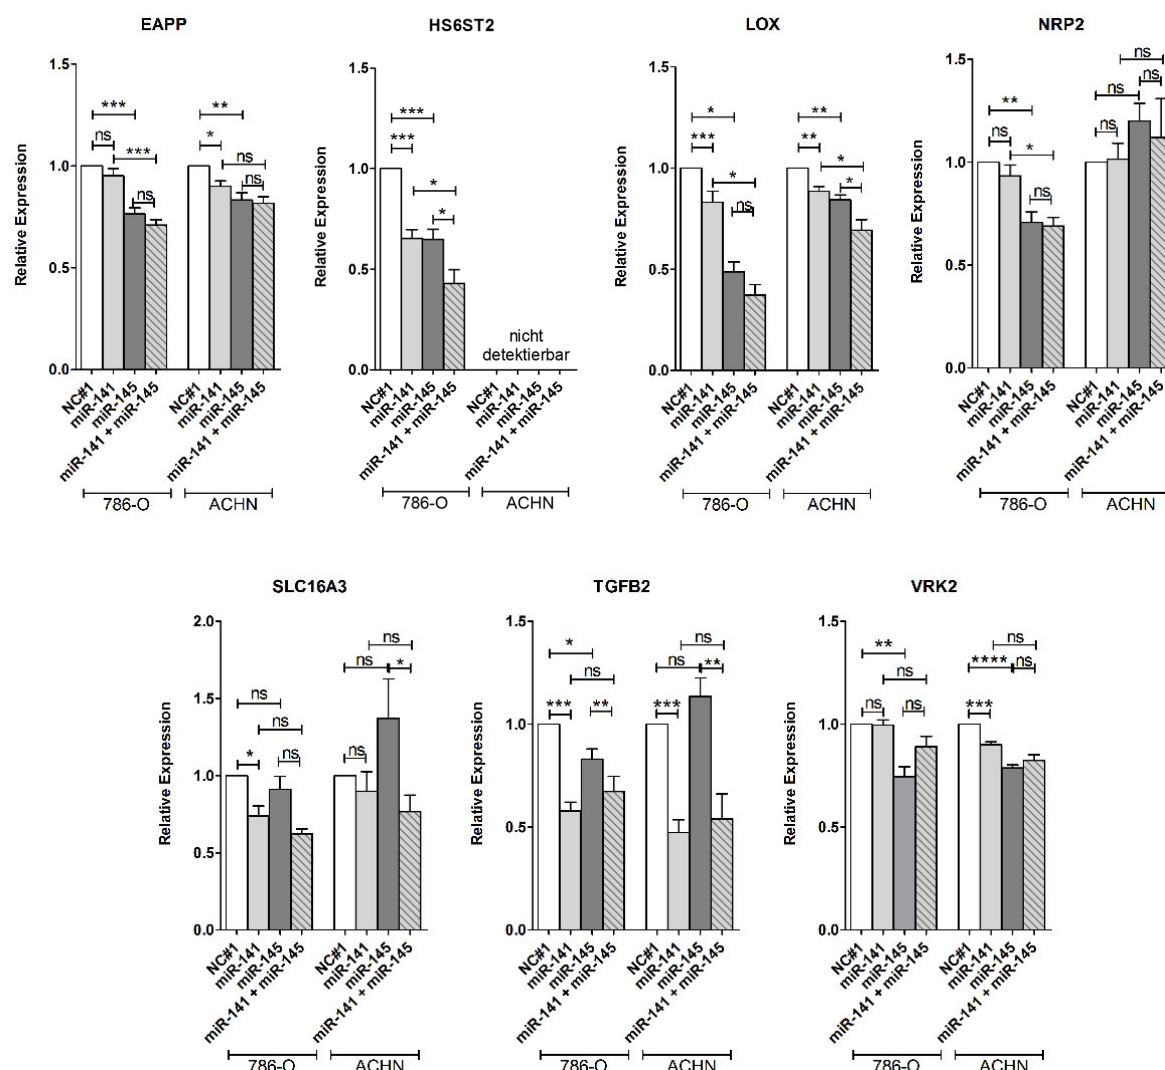 EAPP
Relative Expression
1.5
1.0
0.5
0.0
***
ns
***
ns
**
*
ns
ns
NC#1
miR-141
miR-145
miR-141 + miR-145
NC#1
miR-141
miR-145
miR-141 + miR-145
786-O
ACHN
HS6ST2
Relative Expression
1.5
1.0
0.5
0.0
***
***
*
*
nicht
detektierbar
NC#1
miR-141
miR-145
miR-141 + miR-145
NC#1
miR-141
miR-145
miR-141 + miR-145
786-O
ACHN
LOX
Relative Expression
1.5
1.0
0.5
0.0
*
***
*
ns
**
**
*
*
NC#1
miR-141
miR-145
miR-141 + miR-145
NC#1
miR-141
miR-145
miR-141 + miR-145
786-O
ACHN
NRP2
Relative Expression
1.5
1.0
0.5
0.0
**
ns
*
ns
ns
ns
ns
ns
NC#1
miR-141
miR-145
miR-141 + miR-145
NC#1
miR-141
miR-145
miR-141 + miR-145
786-O
ACHN
SLC16A3
Relative Expression
2.0
1.5
1.0
0.5
0.0
ns
ns
*
ns
ns
ns
*
ns
NC#1
miR-141
miR-145
miR-141 + miR-145
NC#1
miR-141
miR-145
miR-141 + miR-145
786-O
ACHN
TGFB2
Relative Expression
1.5
1.0
0.5
0.0
*
ns
***
**
ns
ns
**
***
NC#1
miR-141
miR-145
miR-141 + miR-145
NC#1
miR-141
miR-145
miR-141 + miR-145
786-O
ACHN
VRK2
Relative Expression
1.5
1.0
0.5
0.0
**
ns
ns
ns
ns
****
ns
***
NC#1
miR-141
miR-145
miR-141 + miR-145
NC#1
miR-141
miR-145
miR-141 + miR-145
786-O
ACHN